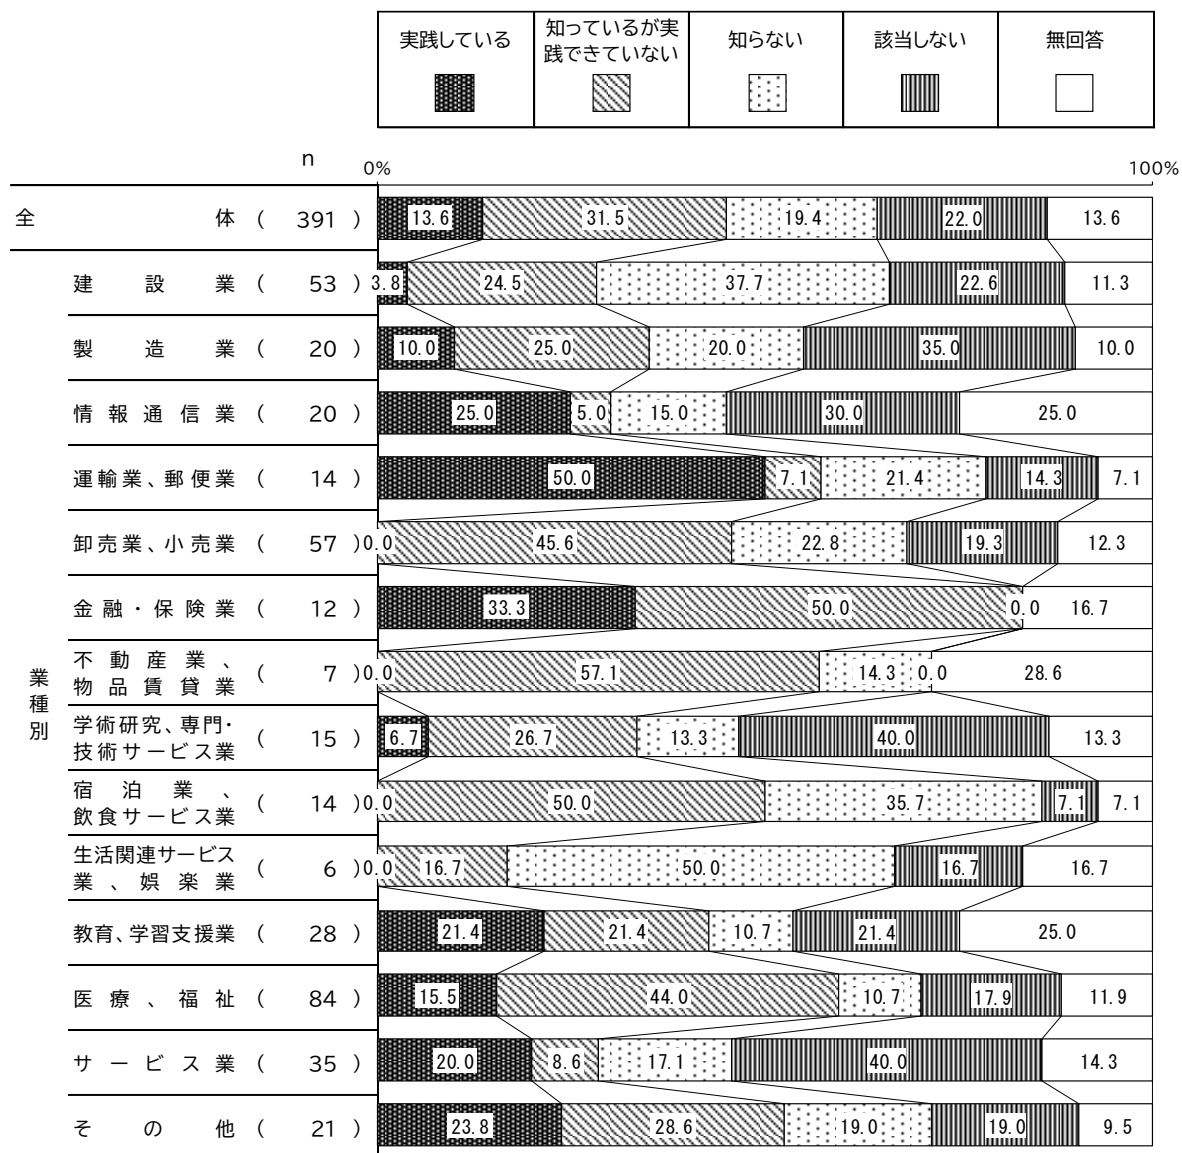 実践している
知っているが実
践できていない
知らない
該当しない
無回答
n
0%
100%
全体 ( 391 ) 13.6 31.5 19.4 22.0 13.6
業種別
建設業 ( 53 ) 3.8 24.5 37.7 22.6 11.3
製造業 ( 20 ) 10.0 25.0 20.0 35.0 10.0
情報通信業 ( 20 ) 25.0 5.0 15.0 30.0 25.0
運輸業、郵便業 ( 14 ) 50.0 7.1 21.4 14.3 7.1
卸売業、小売業 ( 57 ) 0.0 45.6 22.8 19.3 12.3
金融・保険業 ( 12 ) 33.3 50.0 0.0 16.7
不動産業、
物品賃貸業 ( 7 ) 0.0 57.1 14.3 0.0 28.6
学術研究、専門・
技術サービス業 ( 15 ) 6.7 26.7 13.3 40.0 13.3
宿泊業、
飲食サービス業 ( 14 ) 0.0 50.0 35.7 7.1 7.1
生活関連サービス
業、娯楽業 ( 6 ) 0.0 16.7 50.0 16.7 16.7
教育、学習支援業 ( 28 ) 21.4 21.4 10.7 21.4 25.0
医療、福祉 ( 84 ) 15.5 44.0 10.7 17.9 11.9
サービス業 ( 35 ) 20.0 8.6 17.1 40.0 14.3
その他 ( 21 ) 23.8 28.6 19.0 19.0 9.5